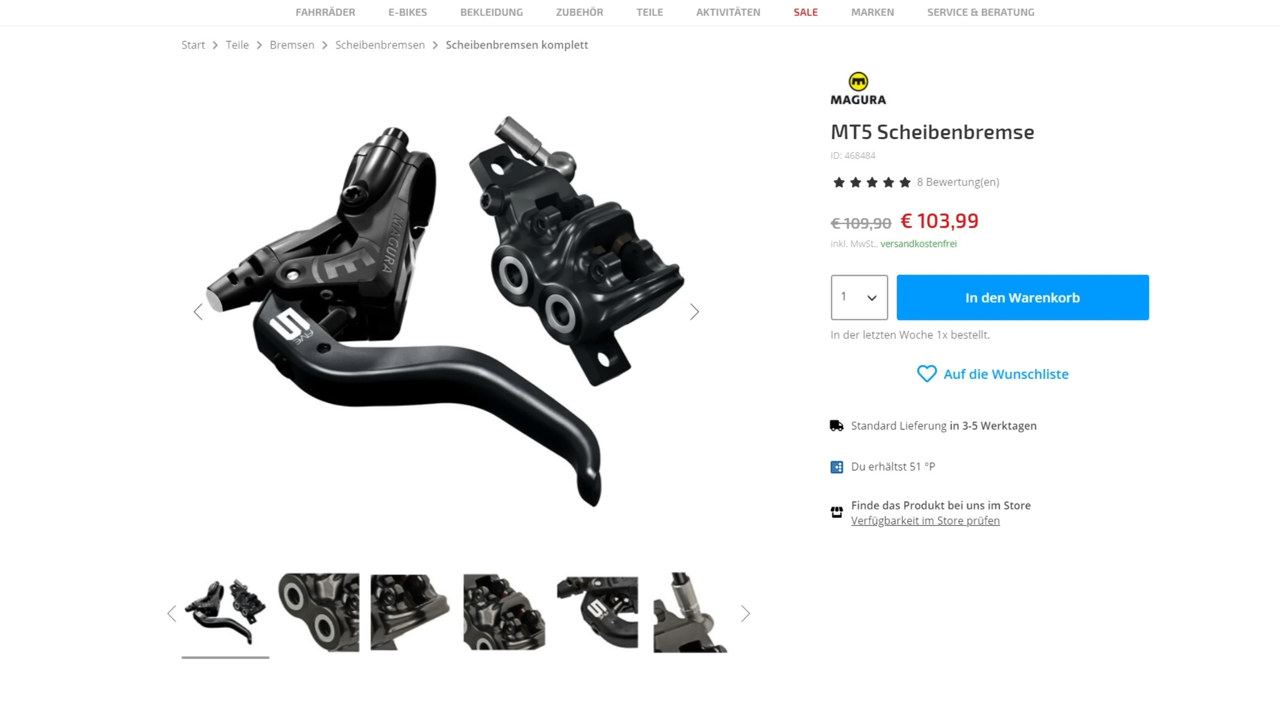 FAHRRÄDER E-BIKES BEKLEIDUNG ZUBEHÖR TEILE AKTIVITÄTEN SALE MARKEN SERVICE & BERATUNG
Start > Teile > Bremsen > Scheibenbremsen > Scheibenbremsen komplett
MAGURA
MT5 Scheibenbremse
ID: 468484
8 Bewertung(en)
€ 109,90 € 103,99
inkl. MwSt., versandkostenfrei
1 In den Warenkorb
In der letzten Woche 1x bestellt.
Auf die Wunschliste
Standard Lieferung in 3-5 Werktagen
Du erhältst 51 °P
Finde das Produkt bei uns im Store
Verfügbarkeit im Store prüfen
MAGURA
5
FIVE
5